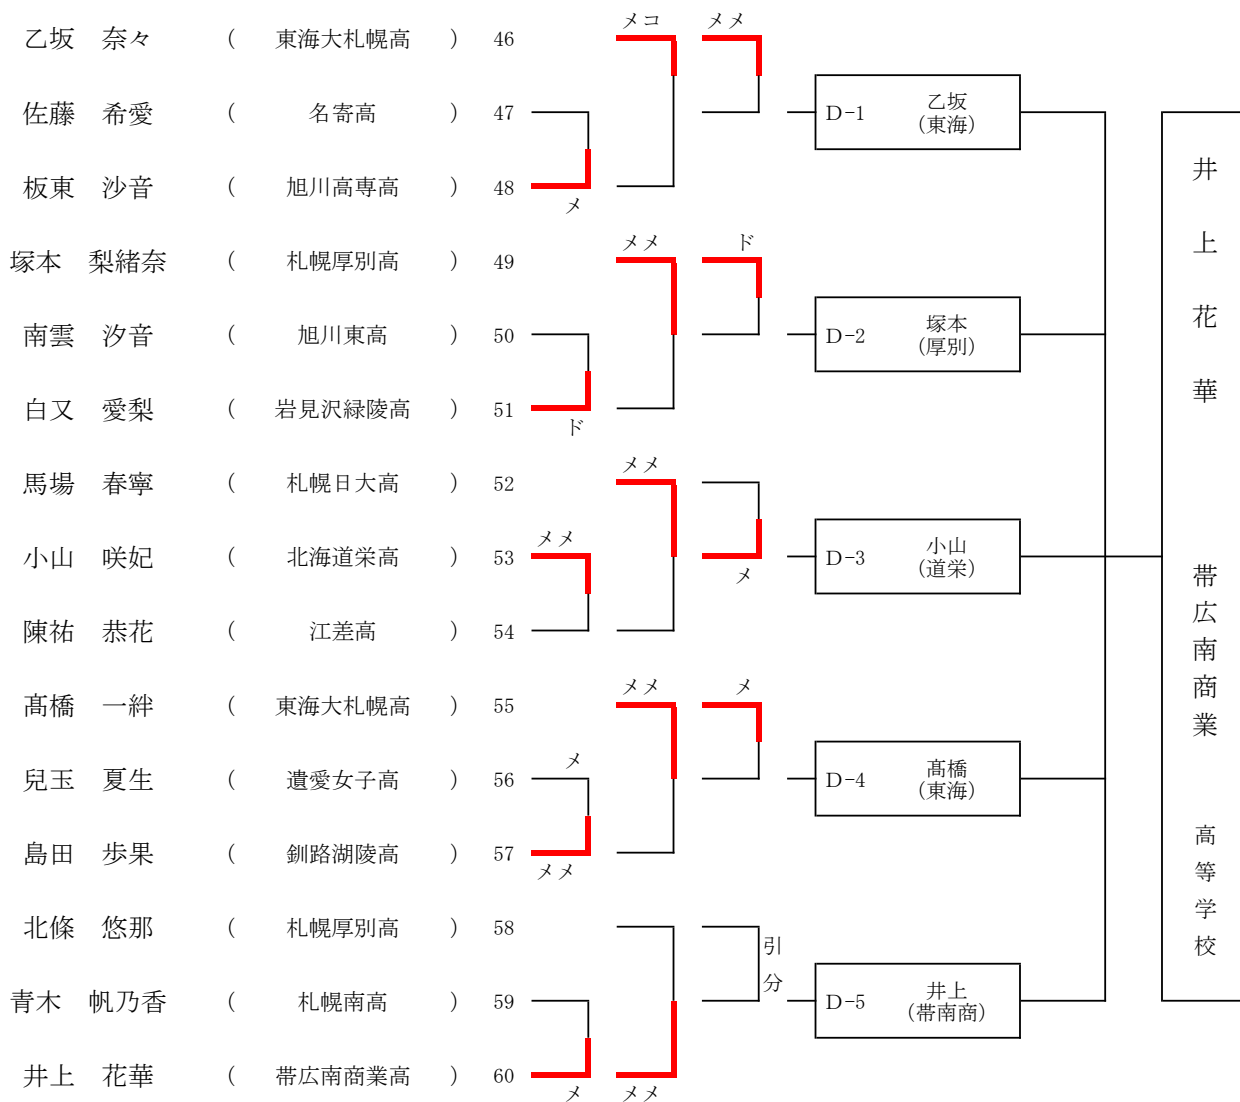 メコ メメ
乙坂 奈々 ( 東海大札幌高 ) 46
佐藤 希愛 ( 名寄高 ) 47
D-1 乙坂
(東海)
板東 沙音 ( 旭川高専高 ) 48
メ
メメ ド
塚本 梨緒奈 ( 札幌厚別高 ) 49
南雲 汐音 ( 旭川東高 ) 50
D-2 塚本
(厚別)
白又 愛梨 ( 岩見沢緑陵高 ) 51
ド
メメ
馬場 春寧 ( 札幌日大高 ) 52
メメ
小山 咲妃 ( 北海道栄高 ) 53
D-3 小山
(道栄)
メ
陳祐 恭花 ( 江差高 ) 54
メメ メ
髙橋 一絆 ( 東海大札幌高 ) 55
メ
兒玉 夏生 ( 遺愛女子高 ) 56
D-4 髙橋
(東海)
島田 歩果 ( 釧路湖陵高 ) 57
メメ
北條 悠那 ( 札幌厚別高 ) 58
引分
青木 帆乃香 ( 札幌南高 ) 59
D-5 井上
(帯南商)
井上 花華 ( 帯広南商業高 ) 60
メ メメ
井上花華 帯広南商業 高等学校